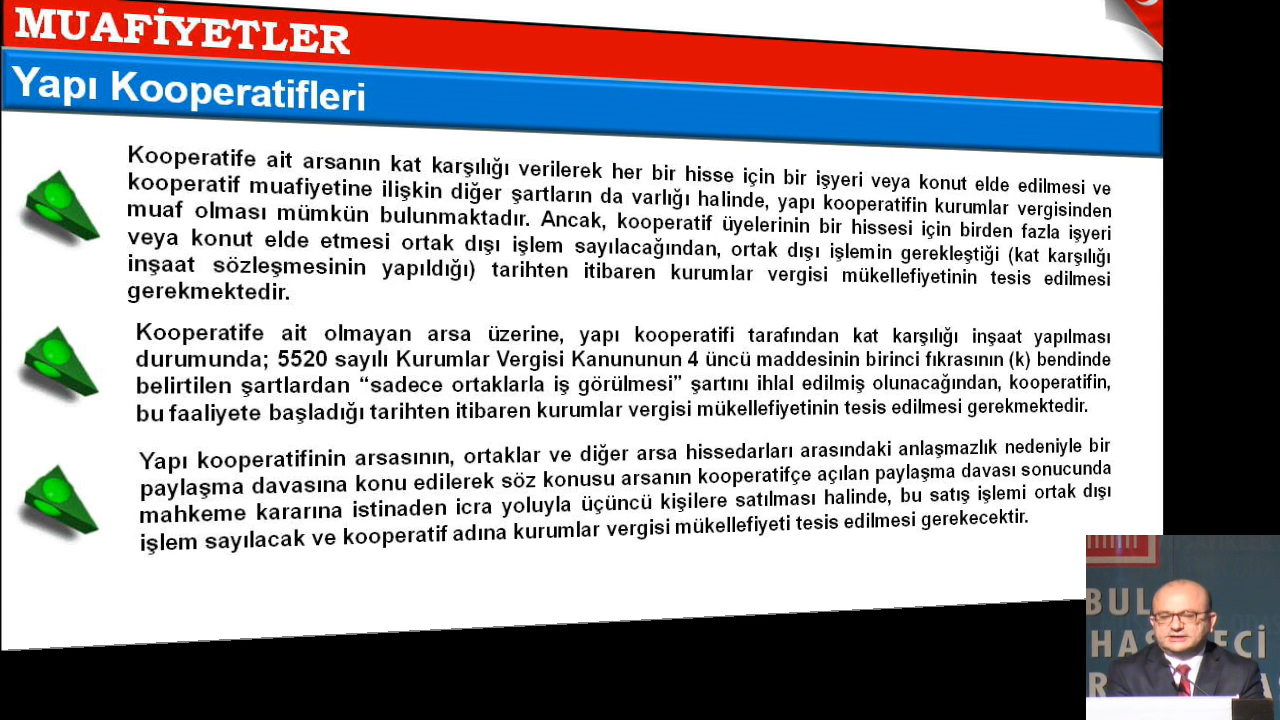 MUAFİYETLER
Yapı Kooperatifleri
Kooperatife ait arsanın kat karşılığı verilerek her bir hisse için bir işyeri veya konut elde edilmesi ve
kooperatif muafiyetine ilişkin diğer şartların da varlığı halinde, yapı kooperatifin kurumlar vergisinden
muaf olması mümkün bulunmaktadır. Ancak, kooperatif üyelerinin bir hissesi için birden fazla işyeri
veya konut elde etmesi ortak dışı işlem sayılacağından, ortak dışı işlemin gerekleştiği (kat karşılığı
inşaat sözleşmesinin yapıldığı) tarihten itibaren kurumlar vergisi mükellefiyetinin tesis edilmesi
gerekmektedir.
Kooperatife ait olmayan arsa üzerine, yapı kooperatifi tarafından kat karşılığı inşaat yapılması
durumunda; 5520 sayılı Kurumlar Vergisi Kanununun 4 üncü maddesinin birinci fıkrasının (k) bendinde
belirtilen şartlardan “sadece ortaklarla iş görülmesi” şartını ihlal edilmiş olunacağından, kooperatifin,
bu faaliyete başladığı tarihten itibaren kurumlar vergisi mükellefiyetinin tesis edilmesi gerekmektedir.
Yapı kooperatifinin arsasının, ortaklar ve diğer arsa hissedarları arasındaki anlaşmazlık nedeniyle bir
paylaşma davasına konu edilerek söz konusu arsanın kooperatifçe açılan paylaşma davası sonucunda
mahkeme kararına istinaden icra yoluyla üçüncü kişilere satılması halinde, bu satış işlemi ortak dışı
işlem sayılacak ve kooperatif adına kurumlar vergisi mükellefiyeti tesis edilmesi gerekecektir.
BUL